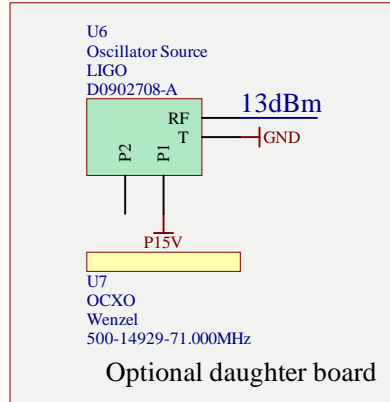 U6
Oscillator Source
LIGO
D0902708-A
RF
13dBm
T
GND
P2
P1
P15V
U7
OCXO
Wenzel
500-14929-71.000MHz
Optional daughter board